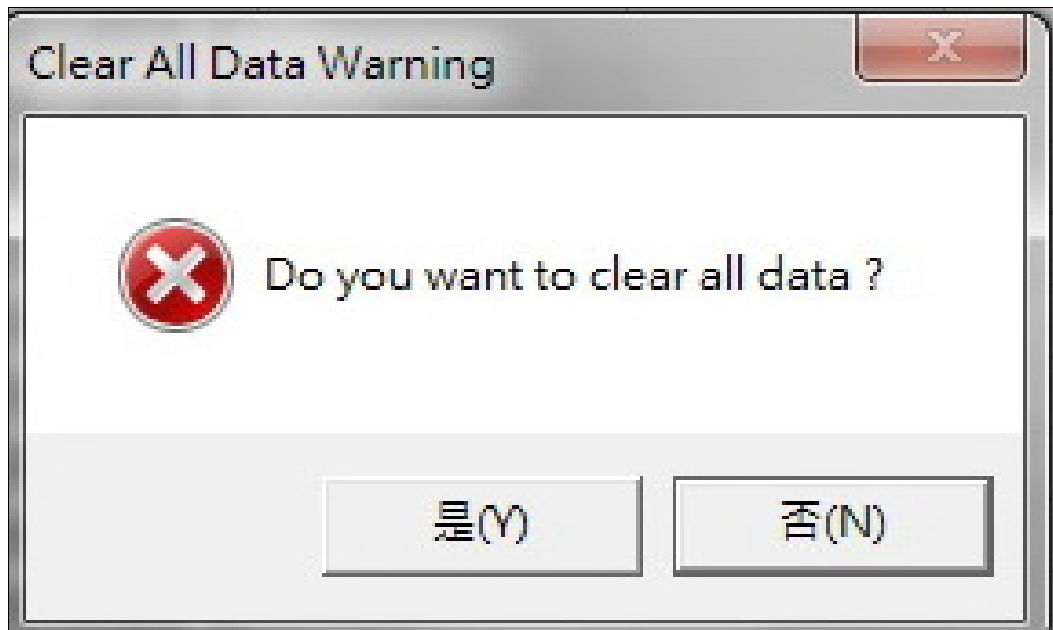 Clear All Data Warning
Do you want to clear all data ?
是(Y)
否(N)